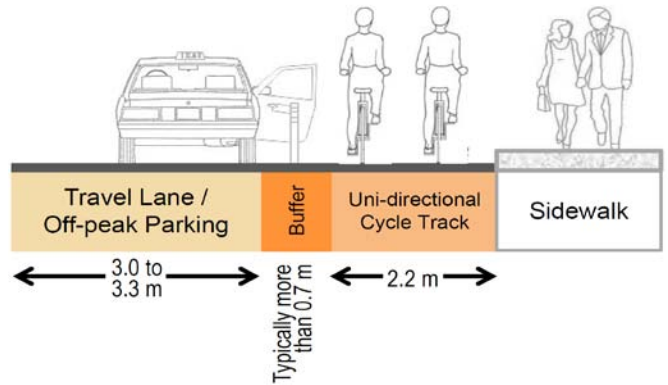 TAXI
Travel Lane /
Off-peak Parking
Buffer
Uni-directional
Cycle Track
Sidewalk
3.0 to
3.3 m
Typically more
than 0.7 m
2.2 m